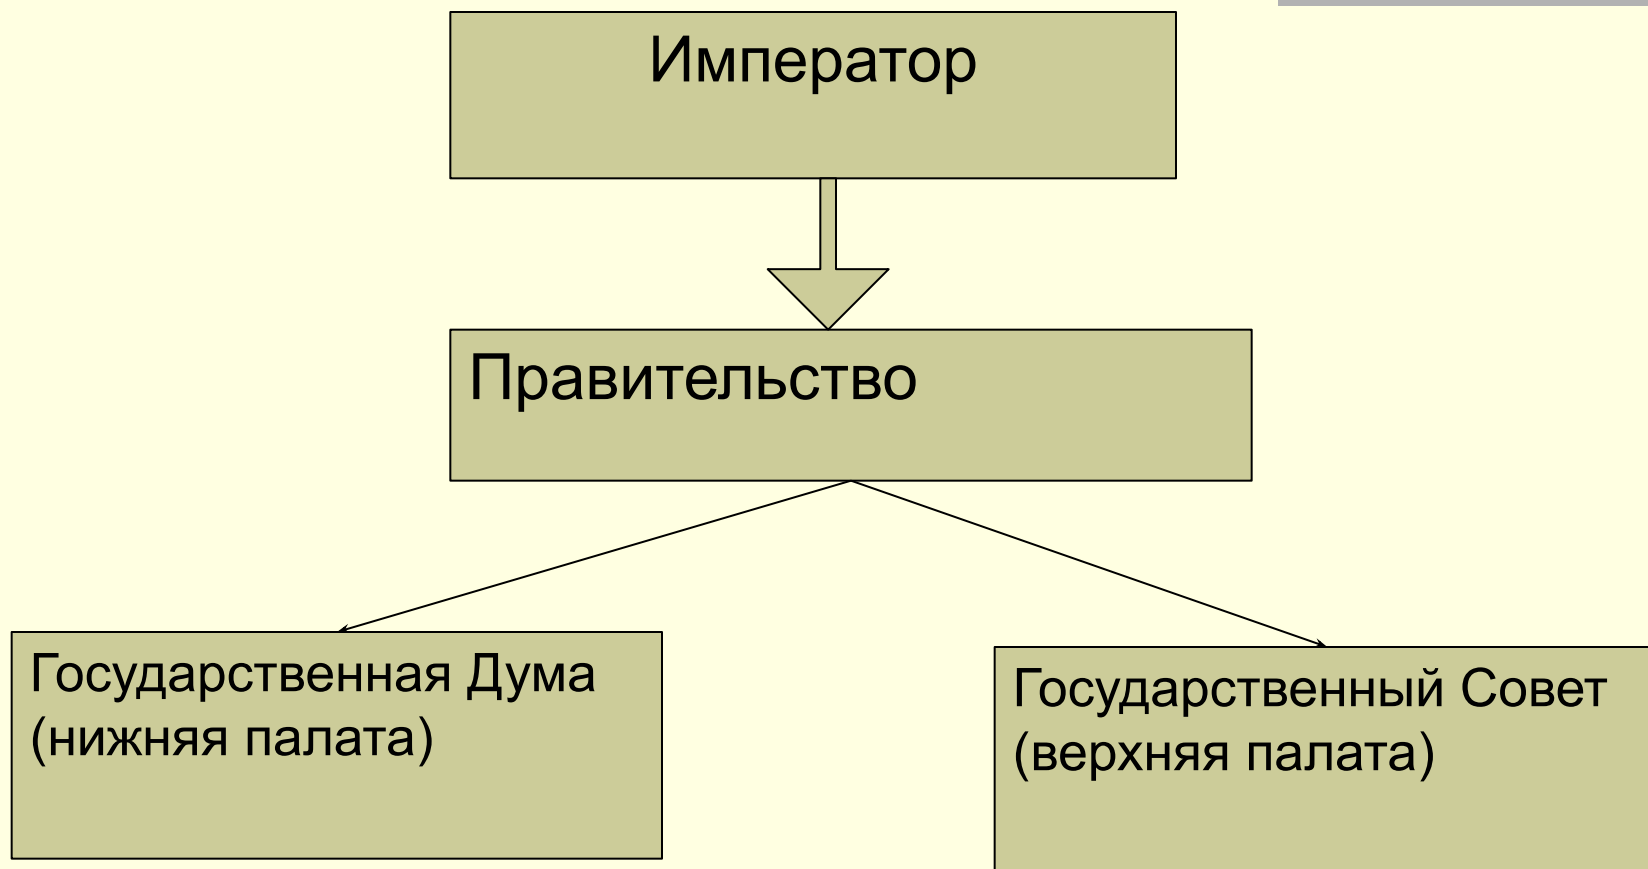 Император
Правительство
Государственная Дума
(нижняя палата)
Государственный Совет
(верхняя палата)